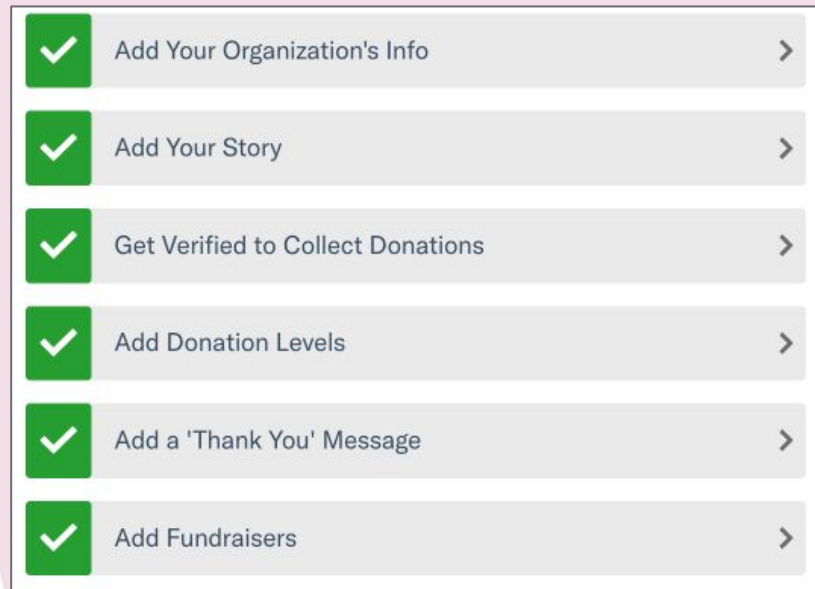 Add Your Organization's Info
Add Your Story
Get Verified to Collect Donations
Add Donation Levels
Add a 'Thank You' Message
Add Fundraisers